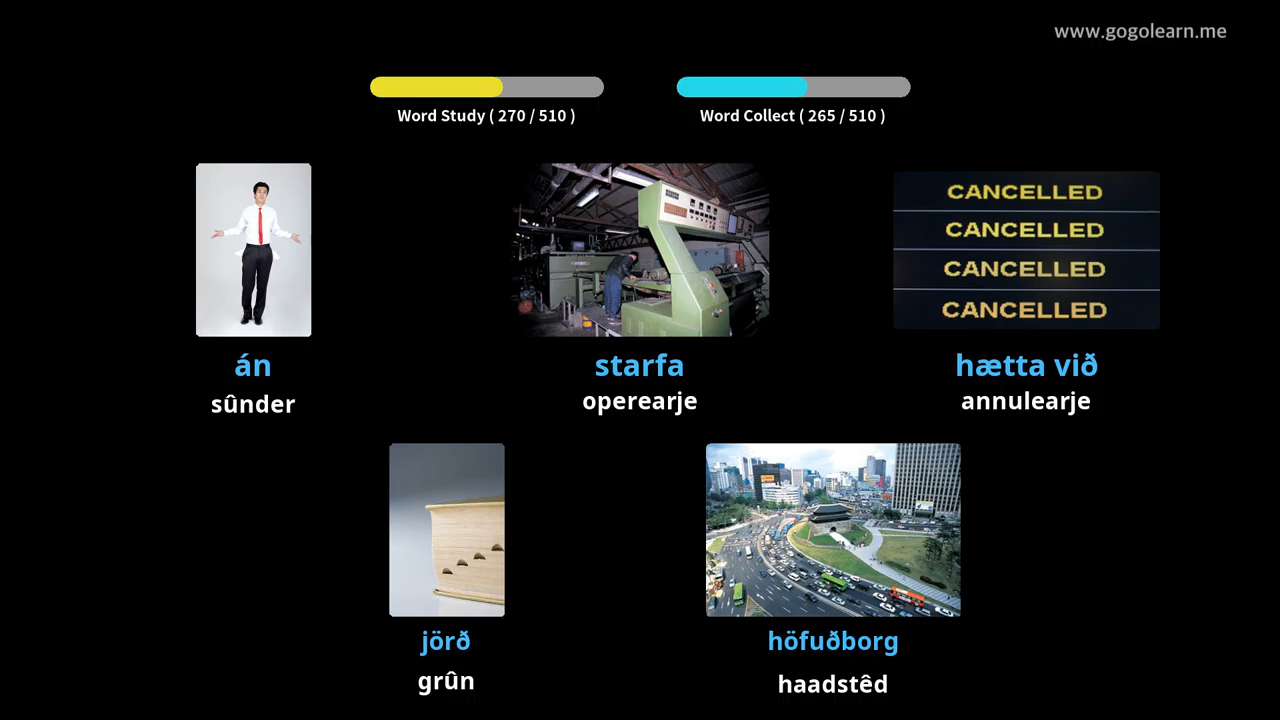 www.gogolearn.me
Word Study ( 270 / 510 )
Word Collect ( 265 / 510 )
CANCELLED
CANCELLED
CANCELLED
CANCELLED
án
sûnder
starfa
operearje
hætta við
annulearje
jörð
grûn
höfuðborg
haadstêd